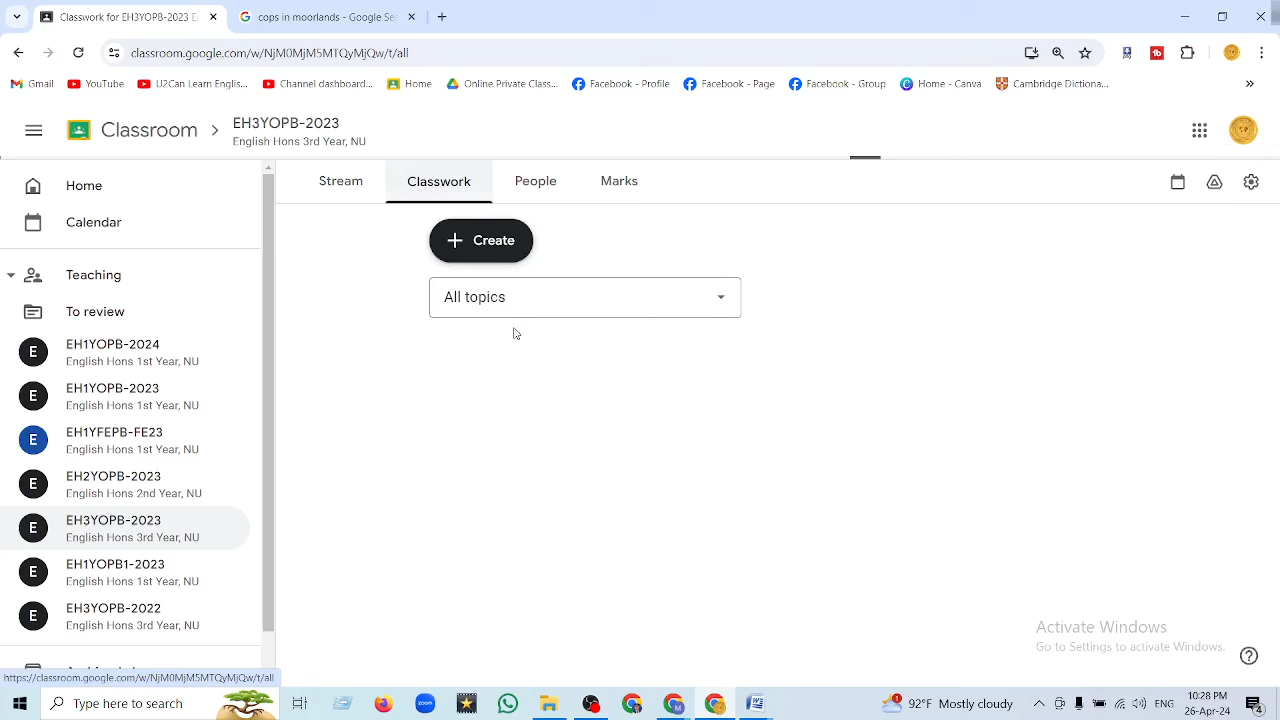 Classwork for EH3YOPB-2023 E
cops in mootlands - Google Se
classroom.google.com/w/NjM0MjM5MTQyMjQw/t/all
Gmail
YouTube
U2Can Learn English...
Channel dashboard...
Home
Online Private Class...
Facebook - Profile
Facebook - Page
Facebook - Group
Home - Canva
Cambridge Dictiona...
Classroom
EH3YOPB-2023
English Hons 3rd Year, NU
Stream
Classwork
People
Marks
Home
Calendar
Create
Teaching
All topics
To review
E
EH1YOPB-2024
English Hons 1st Year, NU
E
EH1YOPB-2023
English Hons 1st Year, NU
E
EH1YFEPB-FE23
English Hons 1st Year, NU
E
EH2YOPB-2023
English Hons 2nd Year, NU
E
EH3YOPB-2023
English Hons 3rd Year, NU
E
EH1YOPB1-2023
English Hons 1st Year, NU
E
EH3YOPB-2022
English Hons 3rd Year, NU
Activate Windows
Go to Settings to activate Windows.
https://classroom.google.com/w/NjM0MjM5MTQyMjQw/t/all
Type here to search
zoom
M
92°F Mostly cloudy
ENG
10:28 PM
26-Apr-24
4